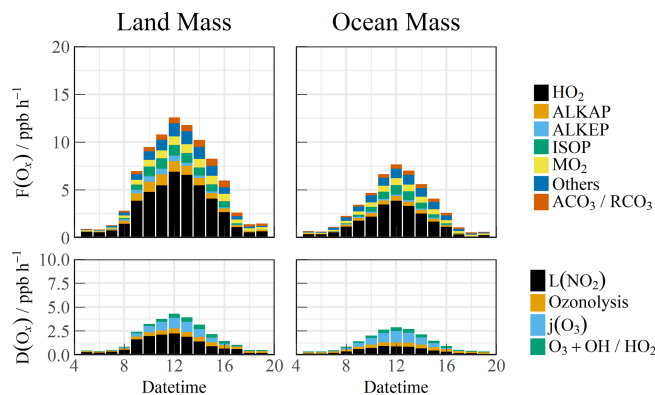 Land Mass
Ocean Mass
F(Oₓ) / ppb h⁻¹
20
15
10
5
0
HO₂
ALKAP
ALKEP
ISOP
MO₂
Others
ACO₃ / RCO₃
D(Oₓ) / ppb h⁻¹
10.0
7.5
5.0
2.5
0.0
L(NO₂)
Ozonolysis
j(O₃)
O₃ + OH / HO₂
4 8 12 16 20
4 8 12 16 20
Datetime
Datetime